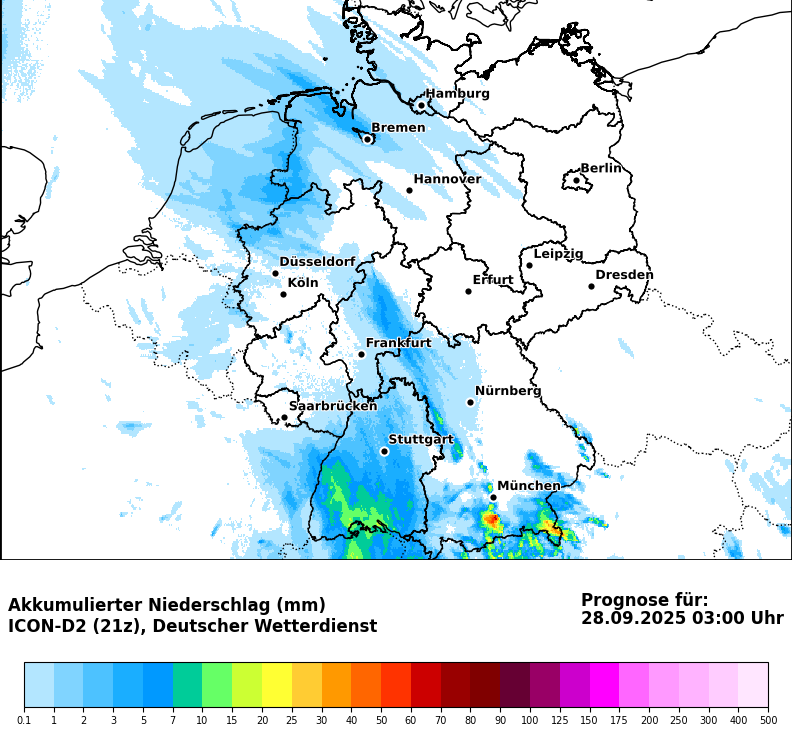 Hamburg
Bremen
Hannover
Berlin
Düsseldorf
Köln
Leipzig
Erfurt
Dresden
Frankfurt
Nürnberg
Saarbrücken
Stuttgart
München
Akkumulierter Niederschlag (mm)
ICON-D2 (21z), Deutscher Wetterdienst
Prognose für:
28.09.2025 03:00 Uhr
0.1 1 2 3 5 7 10 15 20 25 30 40 50 60 70 80 90 100 125 150 175 200 250 300 400 500